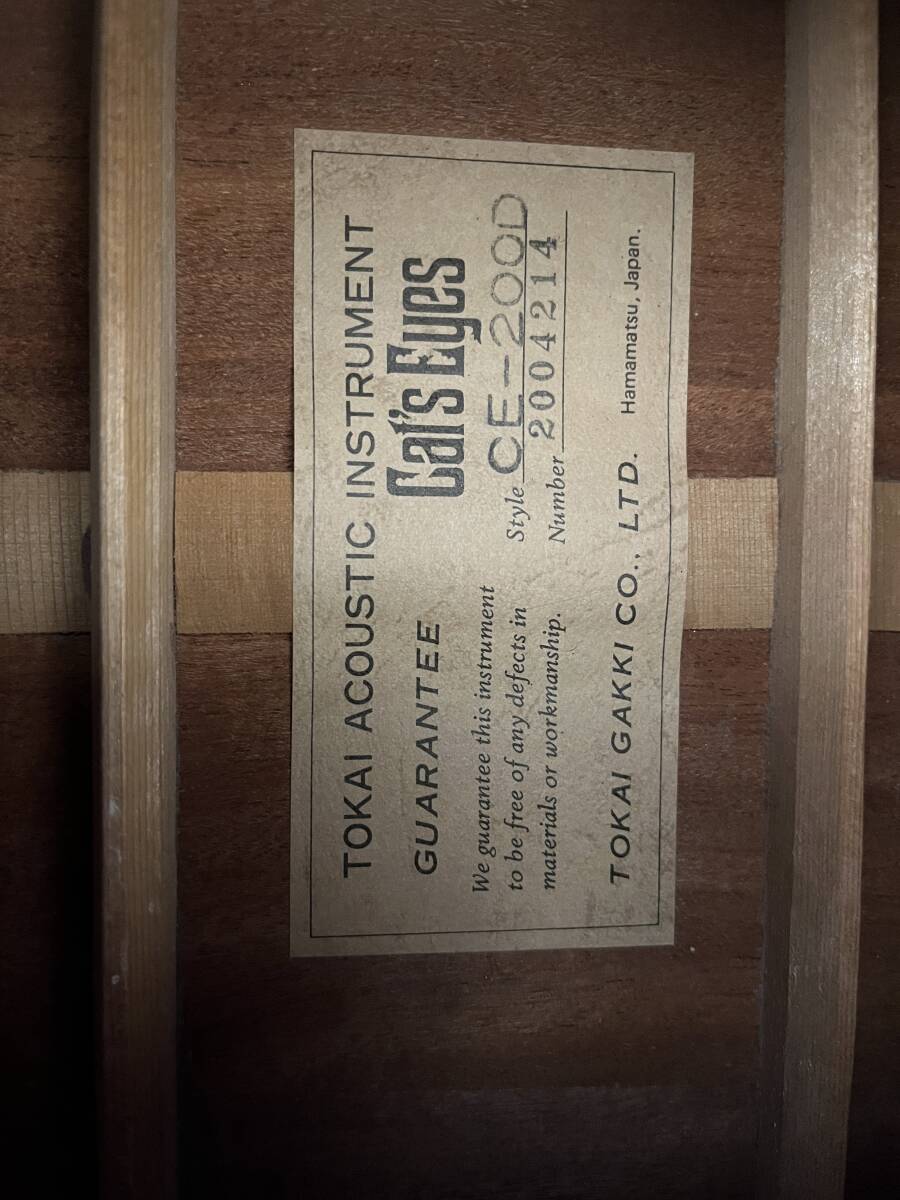 TOKAI ACOUSTIC INSTRUMENT
GUARANTEE
Cat's Eyes
We guarantee this instrument
to be free of any defects in
materials or workmanship.
Style CE-200D
Number 2004214
TOKAI GAKKI CO., LTD. Hamamatsu, Japan.